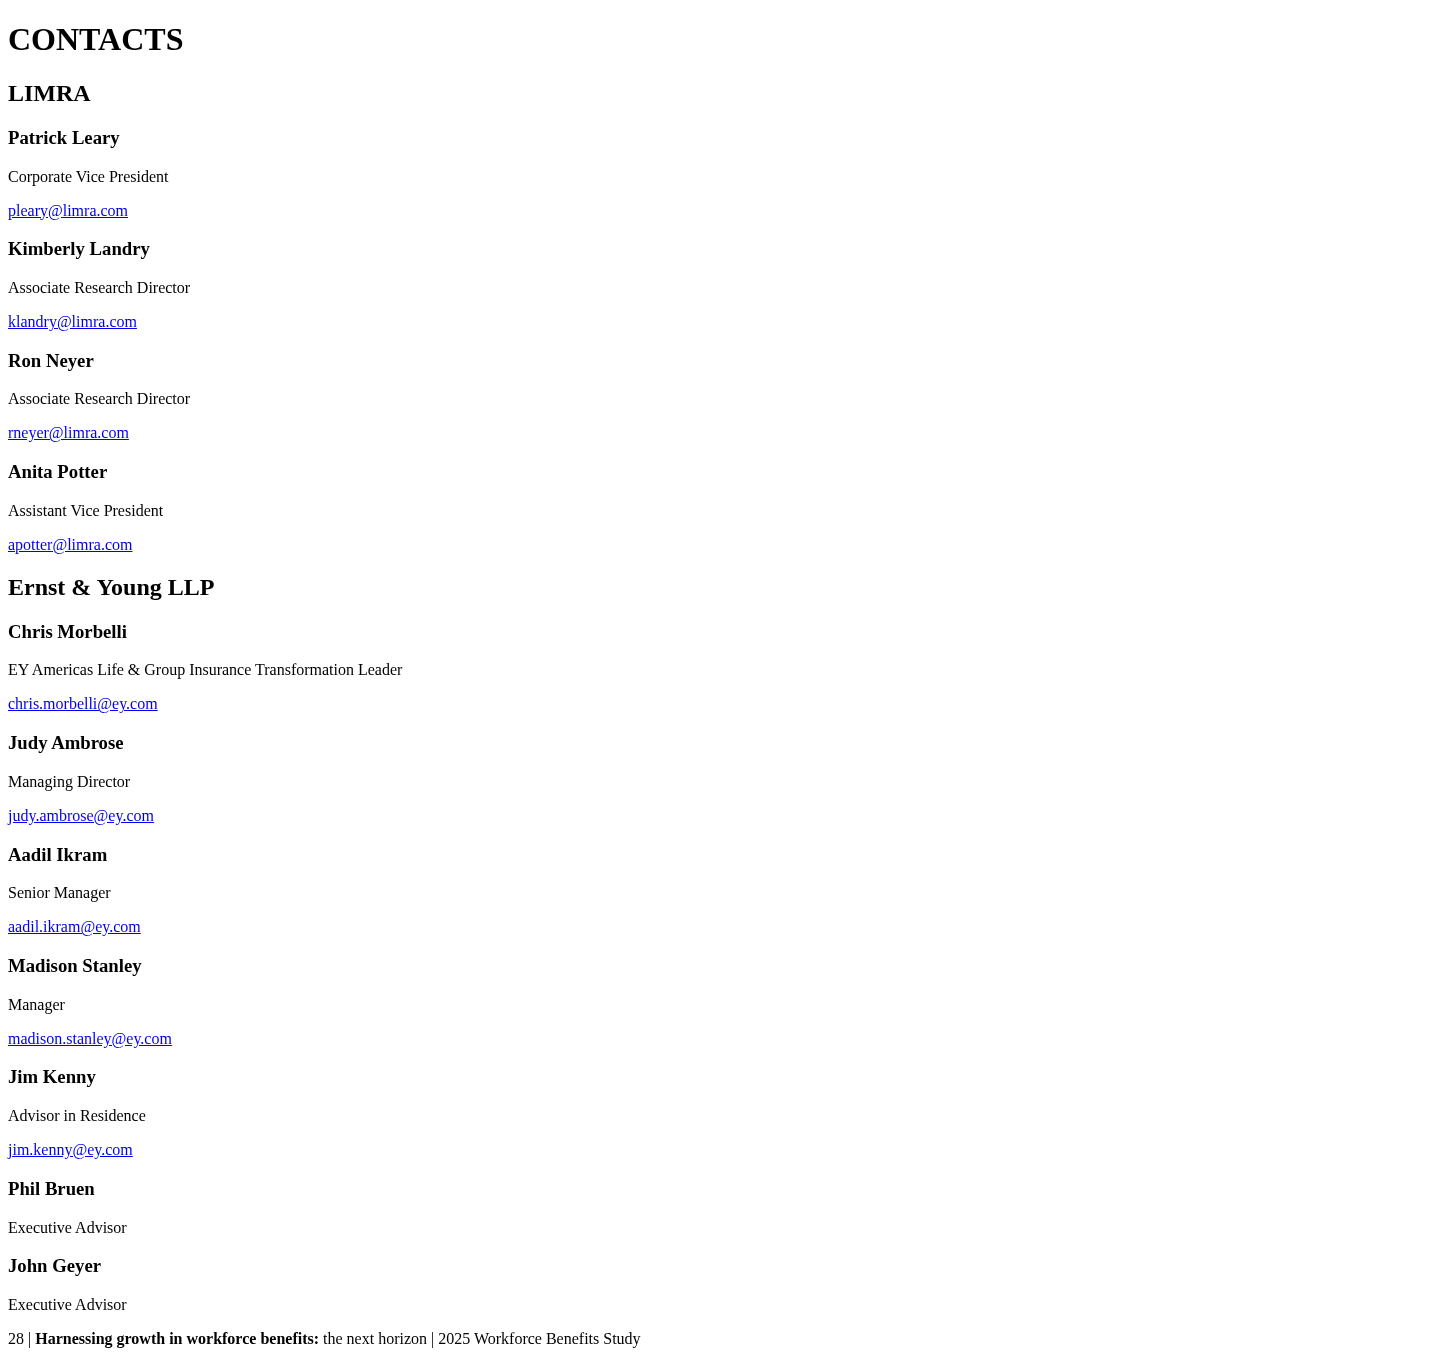 CONTACTS
LIMRA
Patrick Leary
Corporate Vice President
pleary@limra.com
Kimberly Landry
Associate Research Director
klandry@limra.com
Ron Neyer
Associate Research Director
rneyer@limra.com
Anita Potter
Assistant Vice President
apotter@limra.com
Ernst & Young LLP
Chris Morbelli
EY Americas Life & Group Insurance Transformation Leader
chris.morbelli@ey.com
Judy Ambrose
Managing Director
judy.ambrose@ey.com
Aadil Ikram
Senior Manager
aadil.ikram@ey.com
Madison Stanley
Manager
madison.stanley@ey.com
Jim Kenny
Advisor in Residence
jim.kenny@ey.com
Phil Bruen
Executive Advisor
John Geyer
Executive Advisor
28 | Harnessing growth in workforce benefits: the next horizon | 2025 Workforce Benefits Study